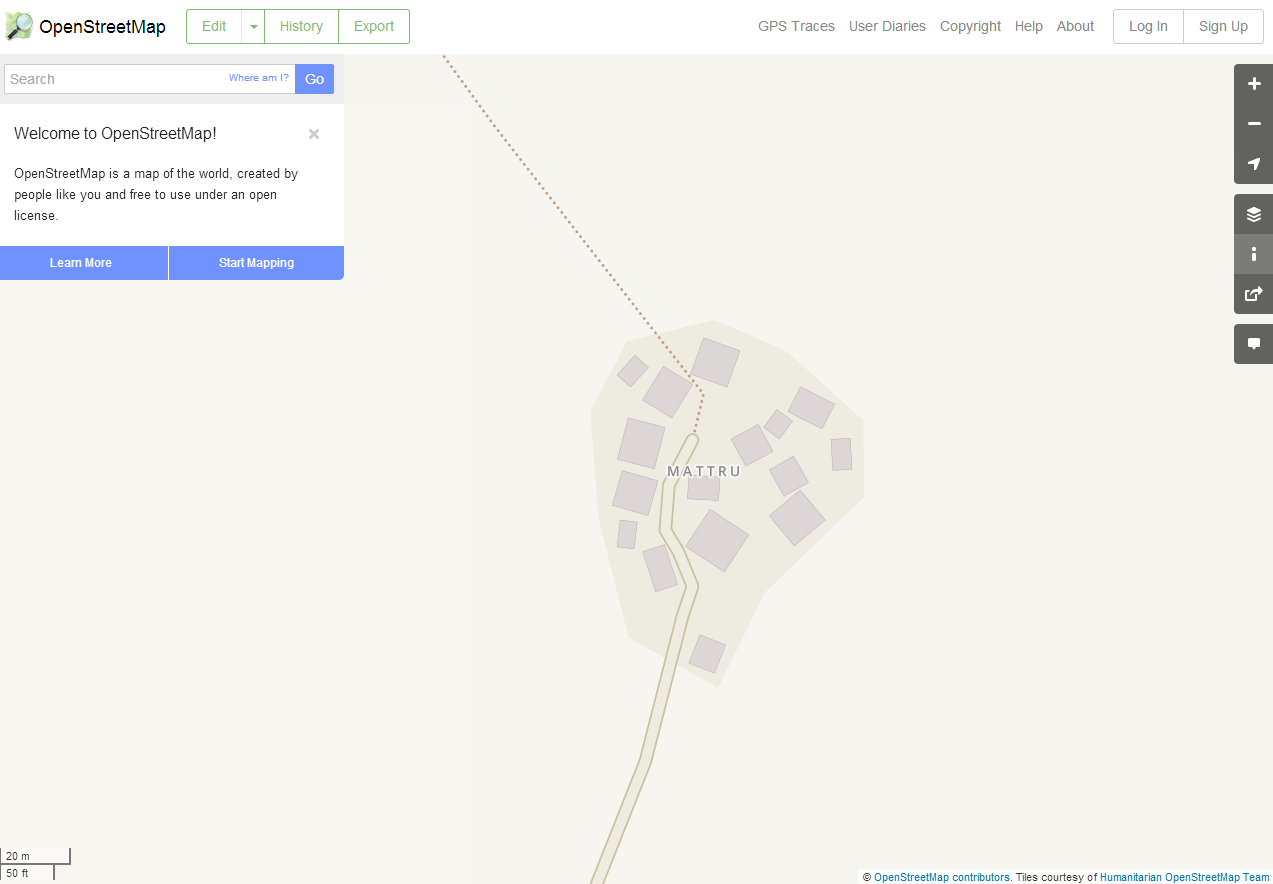 OpenStreetMap Edit History Export GPS Traces User Diaries Copyright Help About Log In Sign Up
Search Where am I? Go
Welcome to OpenStreetMap! ×
OpenStreetMap is a map of the world, created by
people like you and free to use under an open
license.
Learn More Start Mapping
MATTRU
20 m
50 ft
© OpenStreetMap contributors. Tiles courtesy of Humanitarian OpenStreetMap Team